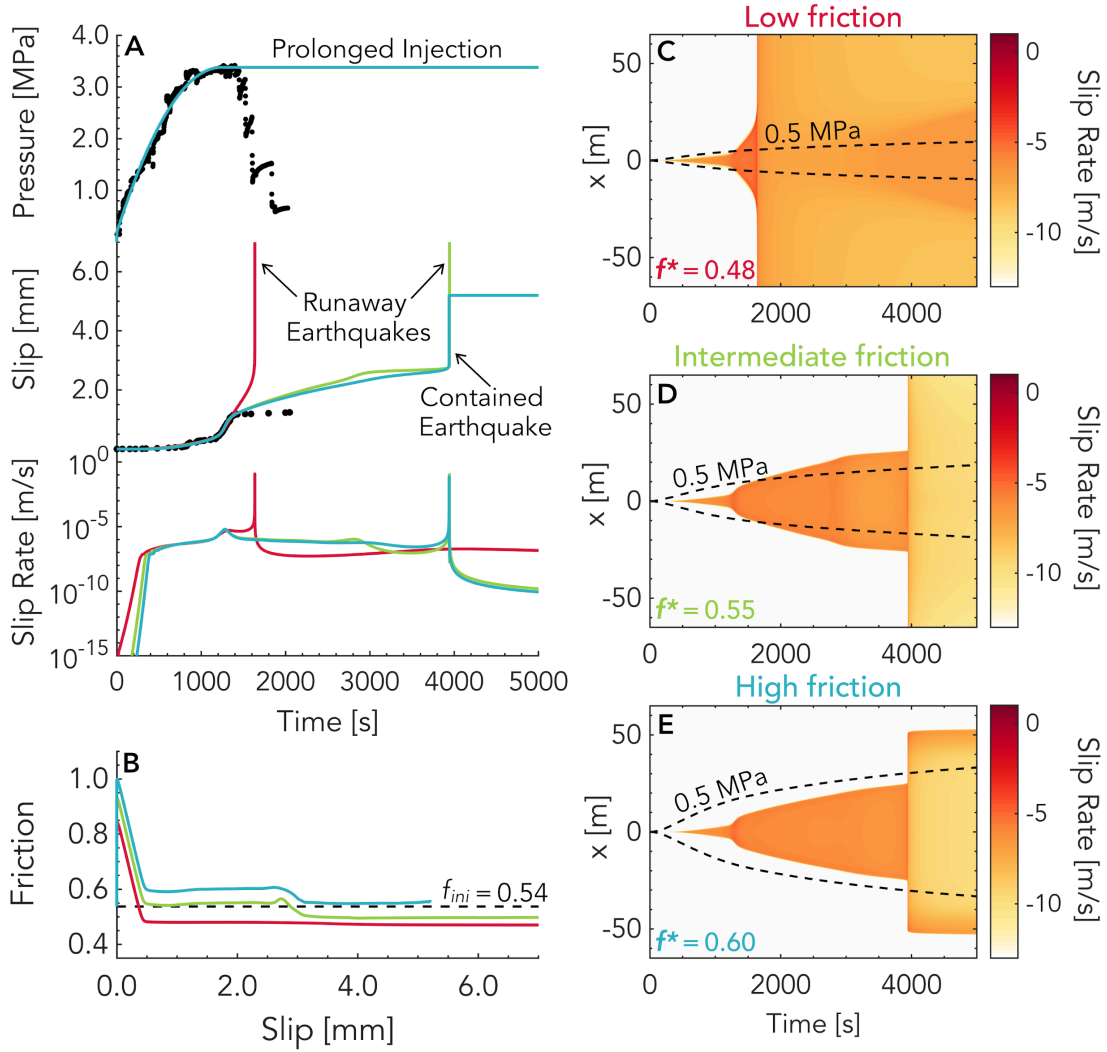 A
Prolonged Injection
Pressure [MPa]
4.0
3.0
2.0
1.0
Slip [mm]
6.0
4.0
2.0
0
Runaway
Earthquakes
Contained
Earthquake
Slip Rate [m/s]
10^0
10^-5
10^-10
10^-15
0 1000 2000 3000 4000 5000
Time [s]
B
Friction
1.0
0.8
0.6
0.4
f_ini = 0.54
0.0 2.0 4.0 6.0
Slip [mm]
Low friction
C
x [m]
50
0
-50
0.5 MPa
f* = 0.48
0 2000 4000
0
-5
-10
Slip Rate [m/s]
Intermediate friction
D
x [m]
50
0
-50
0.5 MPa
f* = 0.55
0 2000 4000
0
-5
-10
Slip Rate [m/s]
High friction
E
x [m]
50
0
-50
0.5 MPa
f* = 0.60
0 2000 4000
Time [s]
0
-5
-10
Slip Rate [m/s]